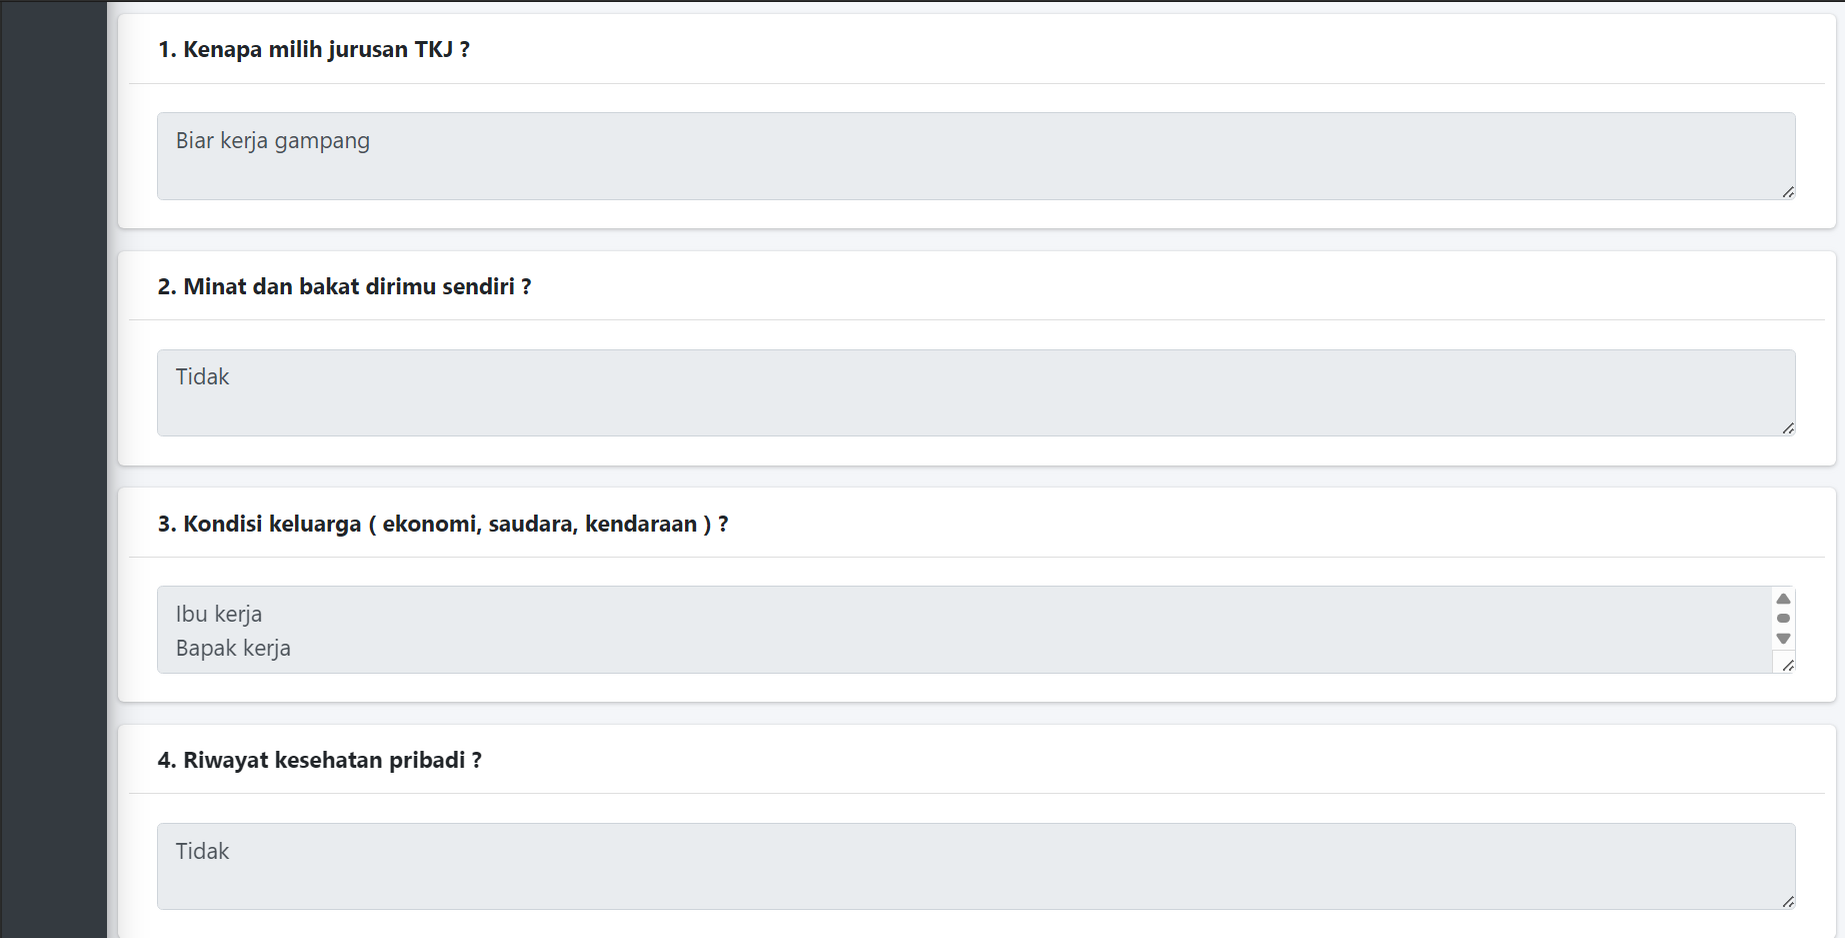 1. Kenapa milih jurusan TKJ ?
Biar kerja gampang
2. Minat dan bakat dirimu sendiri ?
Tidak
3. Kondisi keluarga ( ekonomi, saudara, kendaraan ) ?
Ibu kerja
Bapak kerja
4. Riwayat kesehatan pribadi ?
Tidak